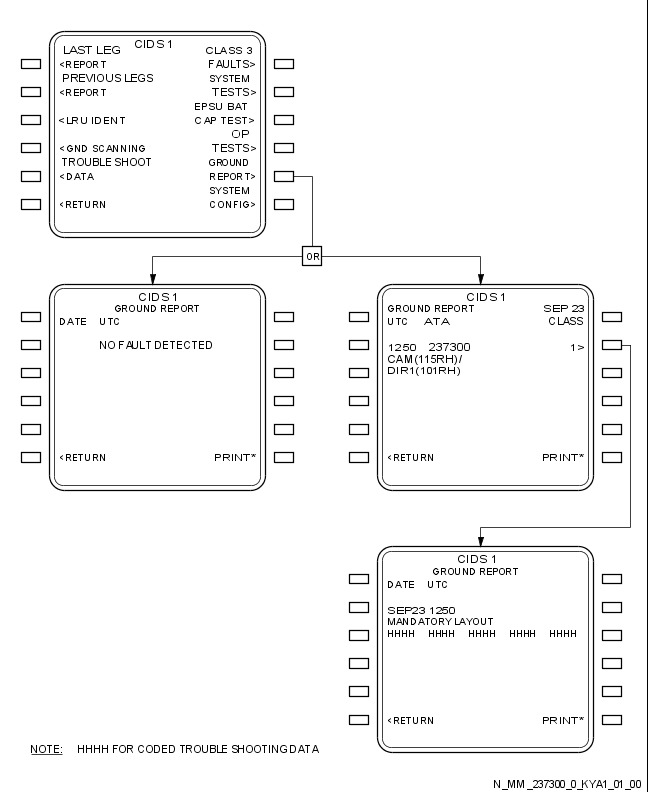 CIDS 1
LAST LEG CLASS 3
<REPORT FAULTS>
PREVIOUS LEGS SYSTEM
<REPORT TESTS>
EPSU BAT
<LRU IDENT CAP TEST>
OP
<GND SCANNING TESTS>
TROUBLE SHOOT GROUND
<DATA REPORT>
SYSTEM
<RETURN CONFIG>
OR
CIDS 1
GROUND REPORT
DATE UTC
NO FAULT DETECTED
<RETURN PRINT*
CIDS 1
GROUND REPORT SEP 23
UTC ATA CLASS
1250 237300 1>
CAM(115RH)/
DIR1(101RH)
<RETURN PRINT*
CIDS 1
GROUND REPORT
DATE UTC
SEP23 1250
MANDATORY LAYOUT
HHHH HHHH HHHH HHHH HHHH
<RETURN PRINT*
NOTE: HHHH FOR CODED TROUBLE SHOOTING DATA
N_MM_237300_0_KYA1_01_00